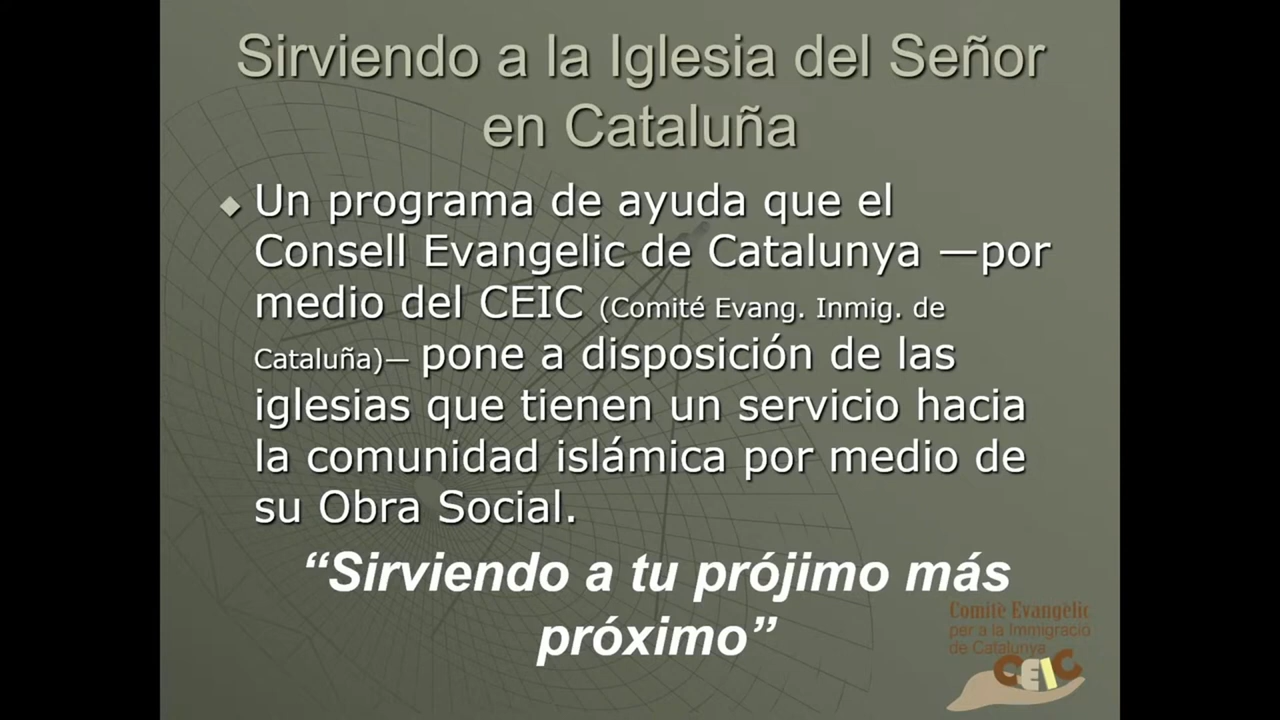 Sirviendo a la Iglesia del Señor
en Cataluña
Un programa de ayuda que el
Consell Evangelic de Catalunya —por
medio del CEIC (Comité Evang. Inmig. de
Cataluña)— pone a disposición de las
iglesias que tienen un servicio hacia
la comunidad islámica por medio de
su Obra Social.
“Sirviendo a tu prójimo más
próximo”
Comitè Evangèlic
per a la Immigració
de Catalunya
CEIC